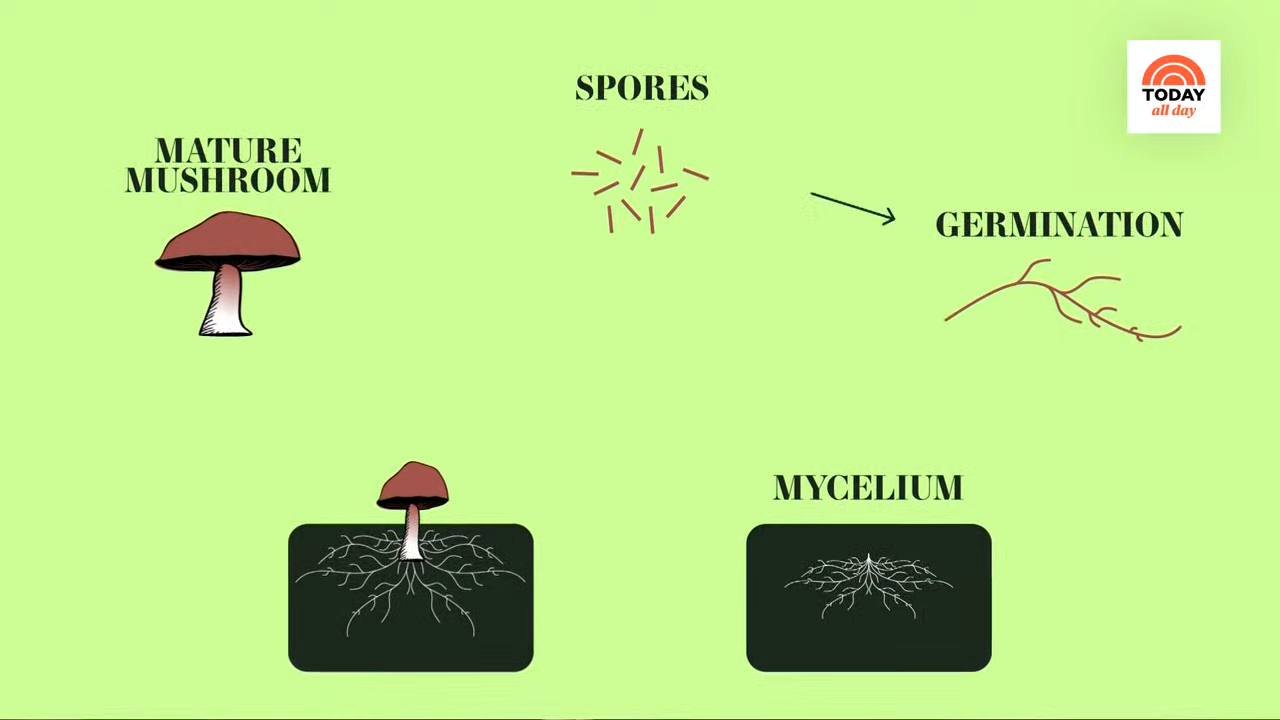 SPORES
TODAY
all day
MATURE
MUSHROOM
GERMINATION
MYCELIUM